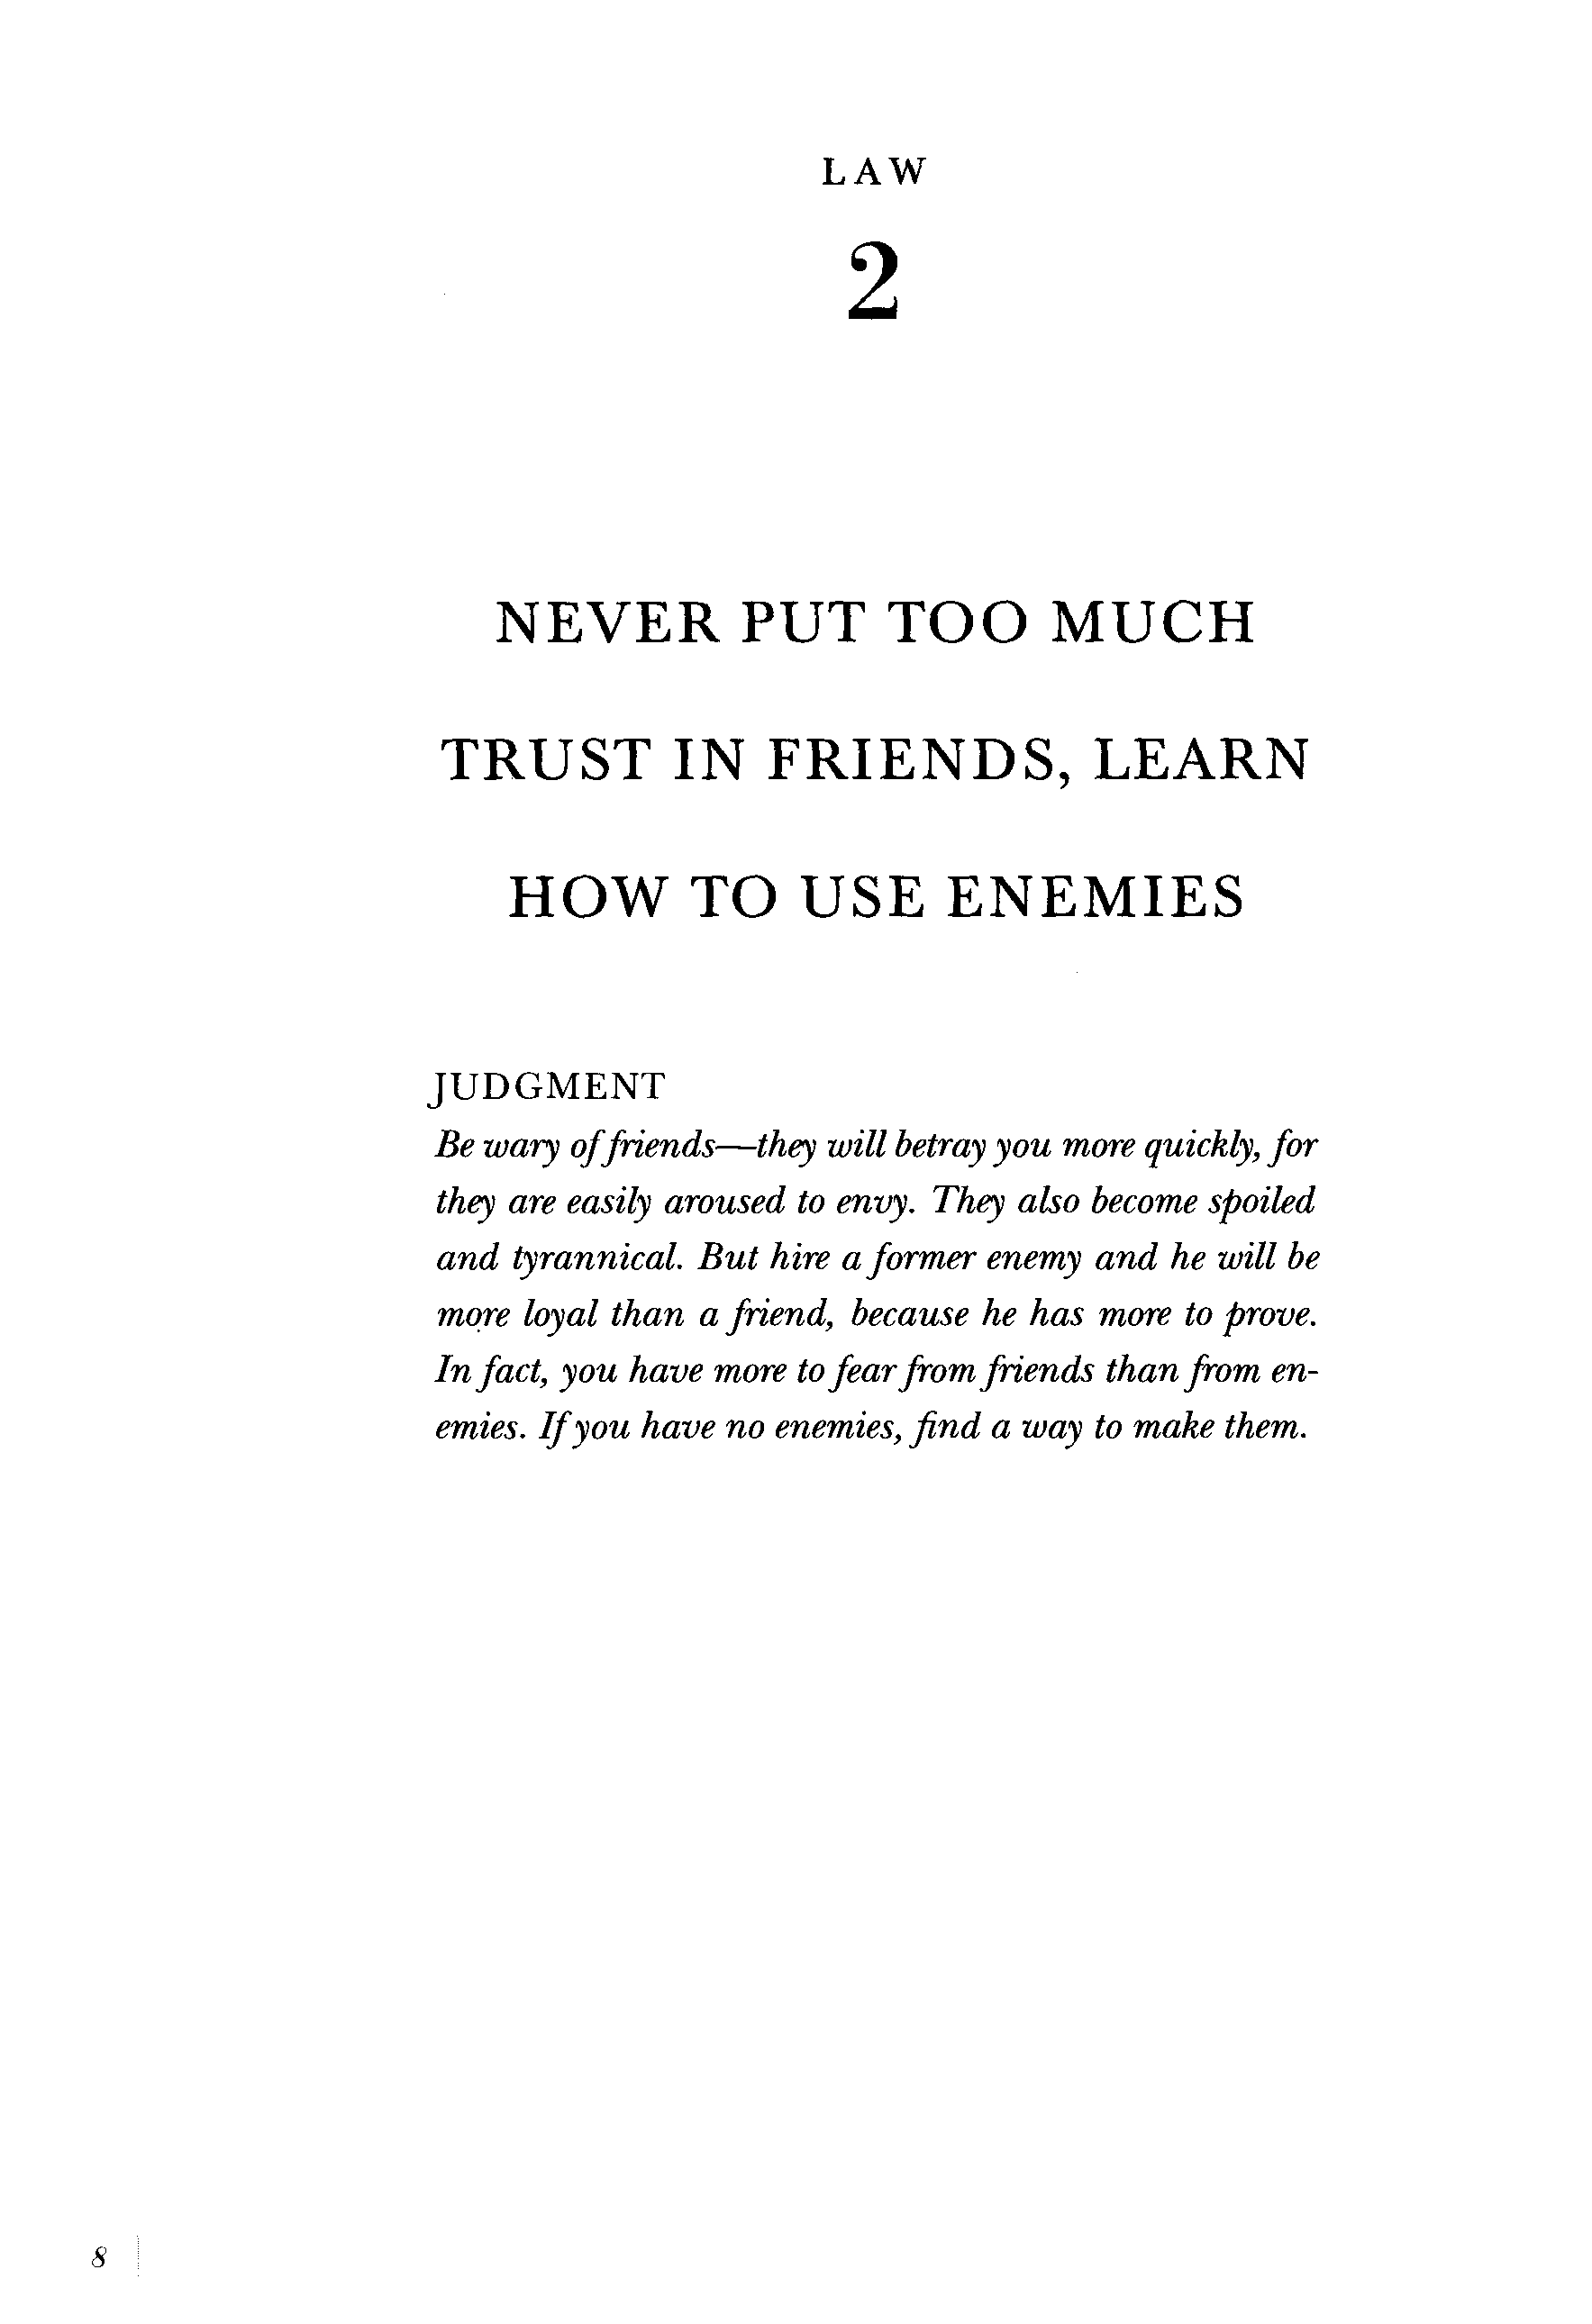 LAW
2
NEVER PUT TOO MUCH
TRUST IN FRIENDS, LEARN
HOW TO USE ENEMIES
JUDGMENT
Be wary of friends—they will betray you more quickly, for
they are easily aroused to envy. They also become spoiled
and tyrannical. But hire a former enemy and he will be
more loyal than a friend, because he has more to prove.
In fact, you have more to fear from friends than from en-
emies. If you have no enemies, find a way to make them.
8